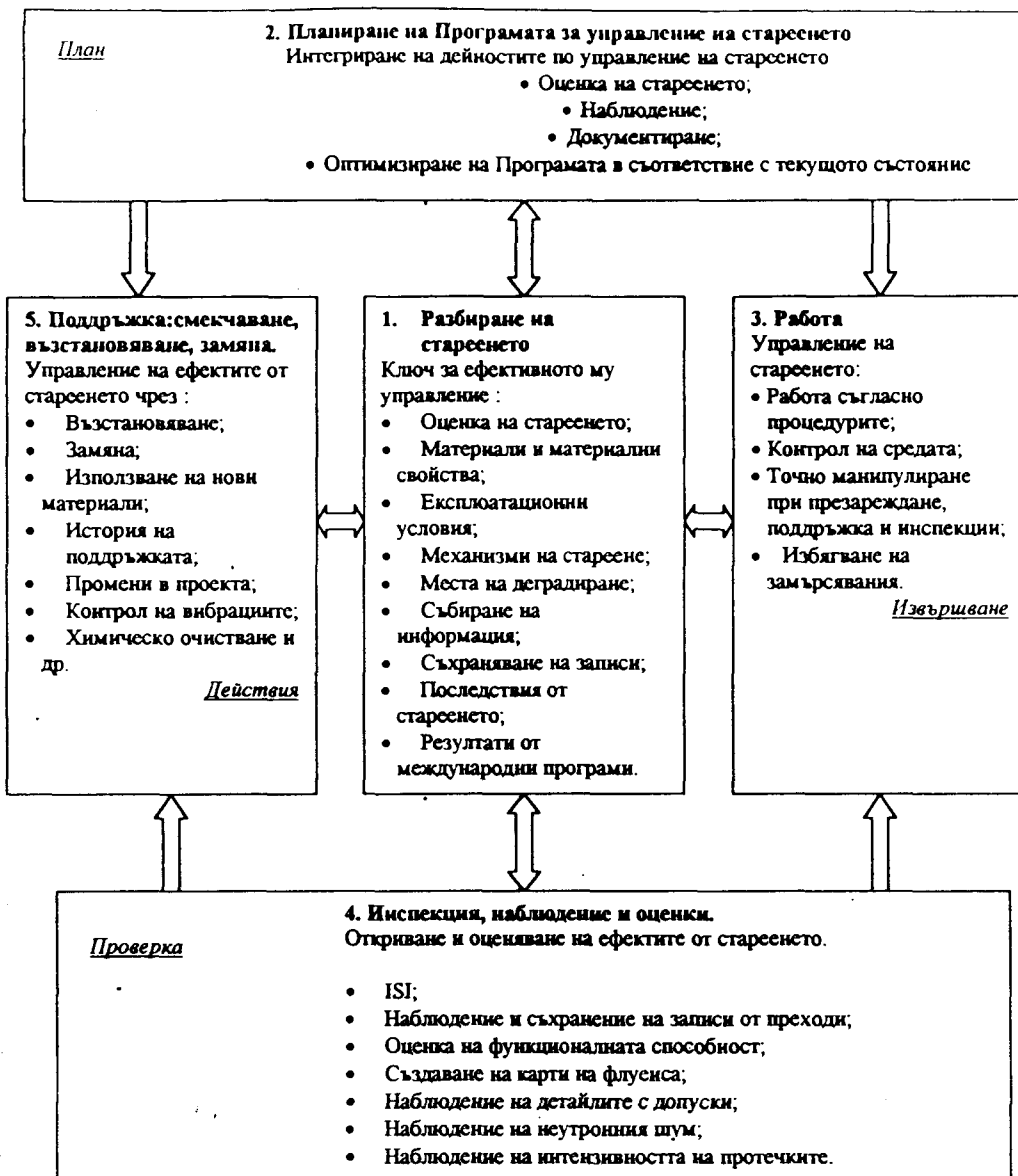 План
2. Планиране на Програмата за управление на стареенето
Интегриране на дейностите по управление на стареенето
• Оценка на стареенето;
• Наблюдение;
• Документиране;
• Оптимизиране на Програмата в съответствие с текущото състояние
5. Поддръжка:смекчаване,
възстановяване, замяна.
Управление на ефектите от
стареенето чрез :
• Възстановяване;
• Замяна;
• Използване на нови
материали;
• История на
поддръжката;
• Промени в проекта;
• Контрол на вибрациите;
• Химическо очистване и
др.
Действия
1. Разбиране на
стареенето
Ключ за ефективното му
управление :
• Оценка на стареенето;
• Материали и материални
свойства;
• Експлоатационни
условия;
• Механизми на стареене;
• Места на деградиране;
• Събиране на
информация;
• Съхраняване на записи;
• Последствия от
стареенето;
• Резултати от
международни програми.
3. Работа
Управление на
стареенето:
• Работа съгласно
процедурите;
• Контрол на средата;
• Точно манипулиране
при презареждане,
поддръжка и инспекции;
• Избягване на
замърсявания.
Извършване
Проверка
4. Инспекция, наблюдение и оценки.
Откриване и оценяване на ефектите от стареенето.
• ISI;
• Наблюдение и съхранение на записи от преходи;
• Оценка на функционалната способност;
• Създаване на карти на флуенса;
• Наблюдение на детайлите с допуски;
• Наблюдение на неутронния шум;
• Наблюдение на интензивността на протечките.